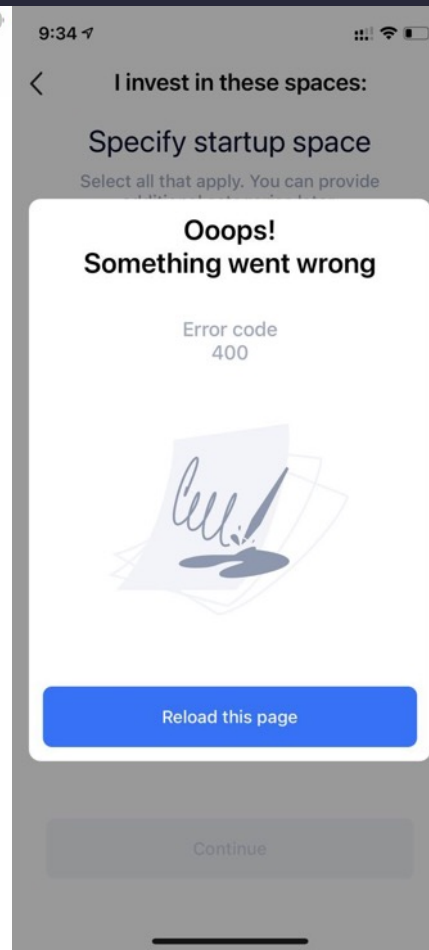 9:34
I invest in these spaces:
Specify startup space
Select all that apply. You can provide
Ooops!
Something went wrong
Error code
400
Reload this page
Continue